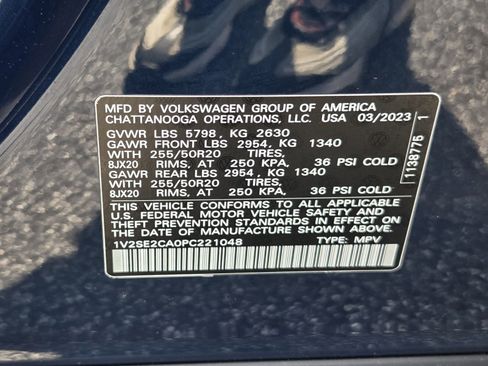 MFD BY VOLKSWAGEN GROUP OF AMERICA
CHATTANOOGA OPERATIONS, LLC. USA 03/2023
GVWR LBS 5798, KG 2630
GAWR FRONT LBS 2954, KG 1340
WITH 255/50R20 TIRES,
8JX20 RIMS, AT 250 KPA. 36 PSI COLD
GAWR REAR LBS 2954, KG 1340
WITH 255/50R20 TIRES,
8JX20 RIMS, AT 250 KPA, 36 PSI COLD
THIS VEHICLE CONFORMS TO ALL APPLICABLE
U.S. FEDERAL MOTOR VEHICLE SAFETY AND
THEFT PREVENTION STANDARDS IN EFFECT ON
THE DATE OF MANUFACTURE SHOWN ABOVE.
1V2SE2CA0PC221048 TYPE: MPV
1138776 1